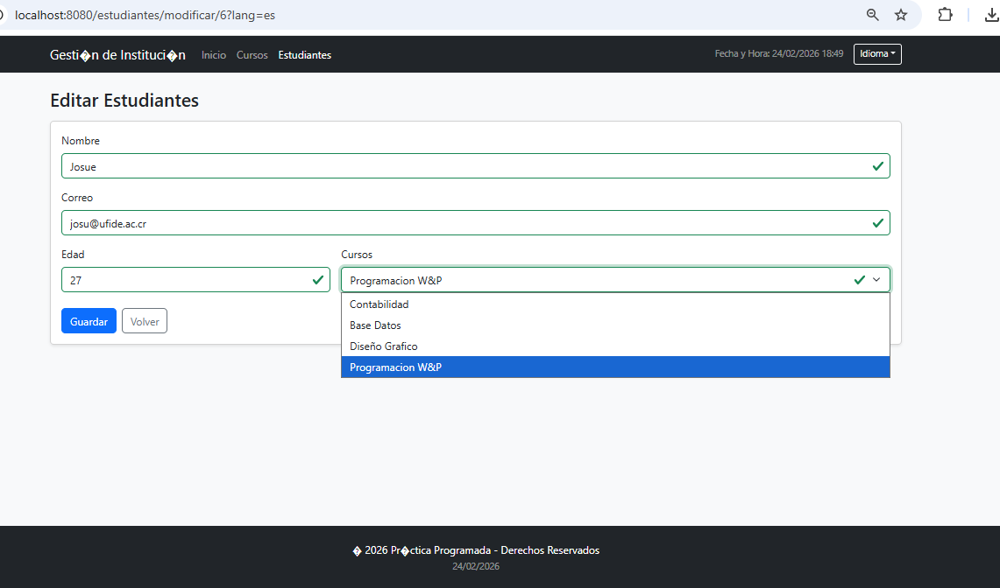 localhost:8080/estudiantes/modificar/6?lang=es
Gesti�n de Instituci�n Inicio Cursos Estudiantes Fecha y Hora: 24/02/2026 18:49 Idioma
Editar Estudiantes
Nombre
Josue
Correo
josu@ufide.ac.cr
Edad Cursos
27 Programacion W&P
Contabilidad
Base Datos
Diseño Grafico
Programacion W&P
Guardar Volver
� 2026 Pr�ctica Programada - Derechos Reservados
24/02/2026